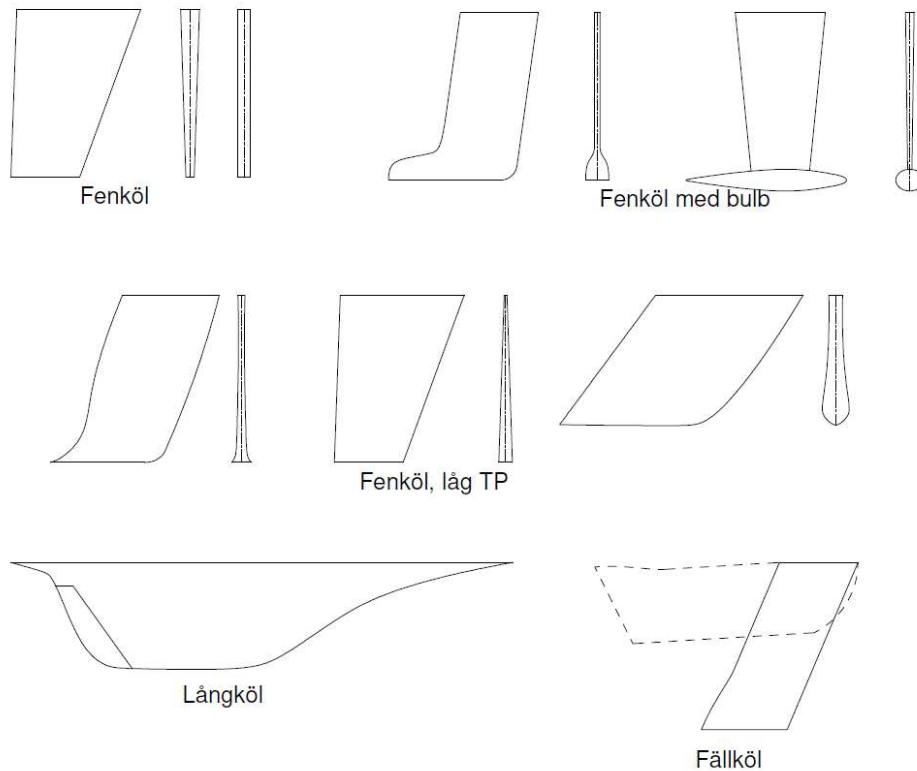 Fenköl
Fenköl med bulb
Fenköl, låg TP
Långköl
Fällköl